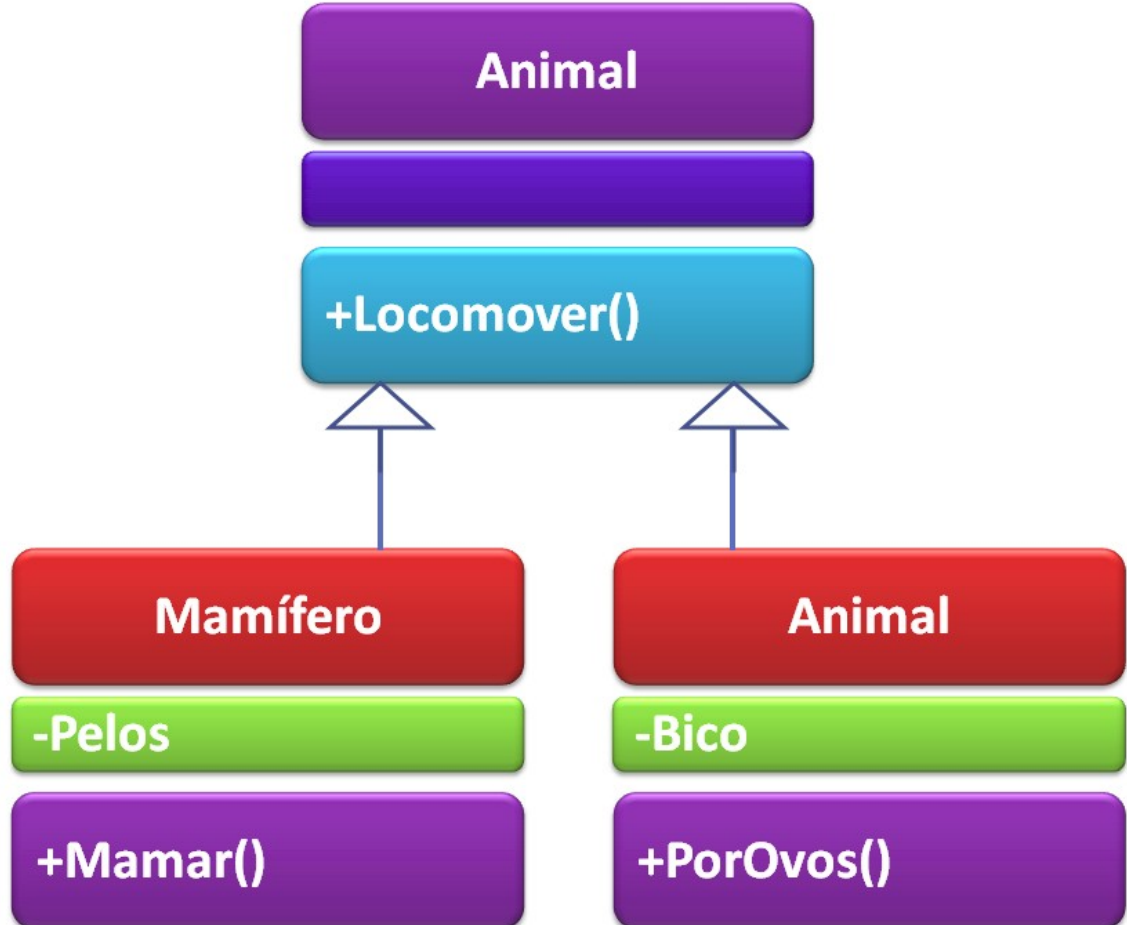 Animal
+Locomover()
Mamífero
Animal
-Pelos
-Bico
+Mamar()
+PorOvos()